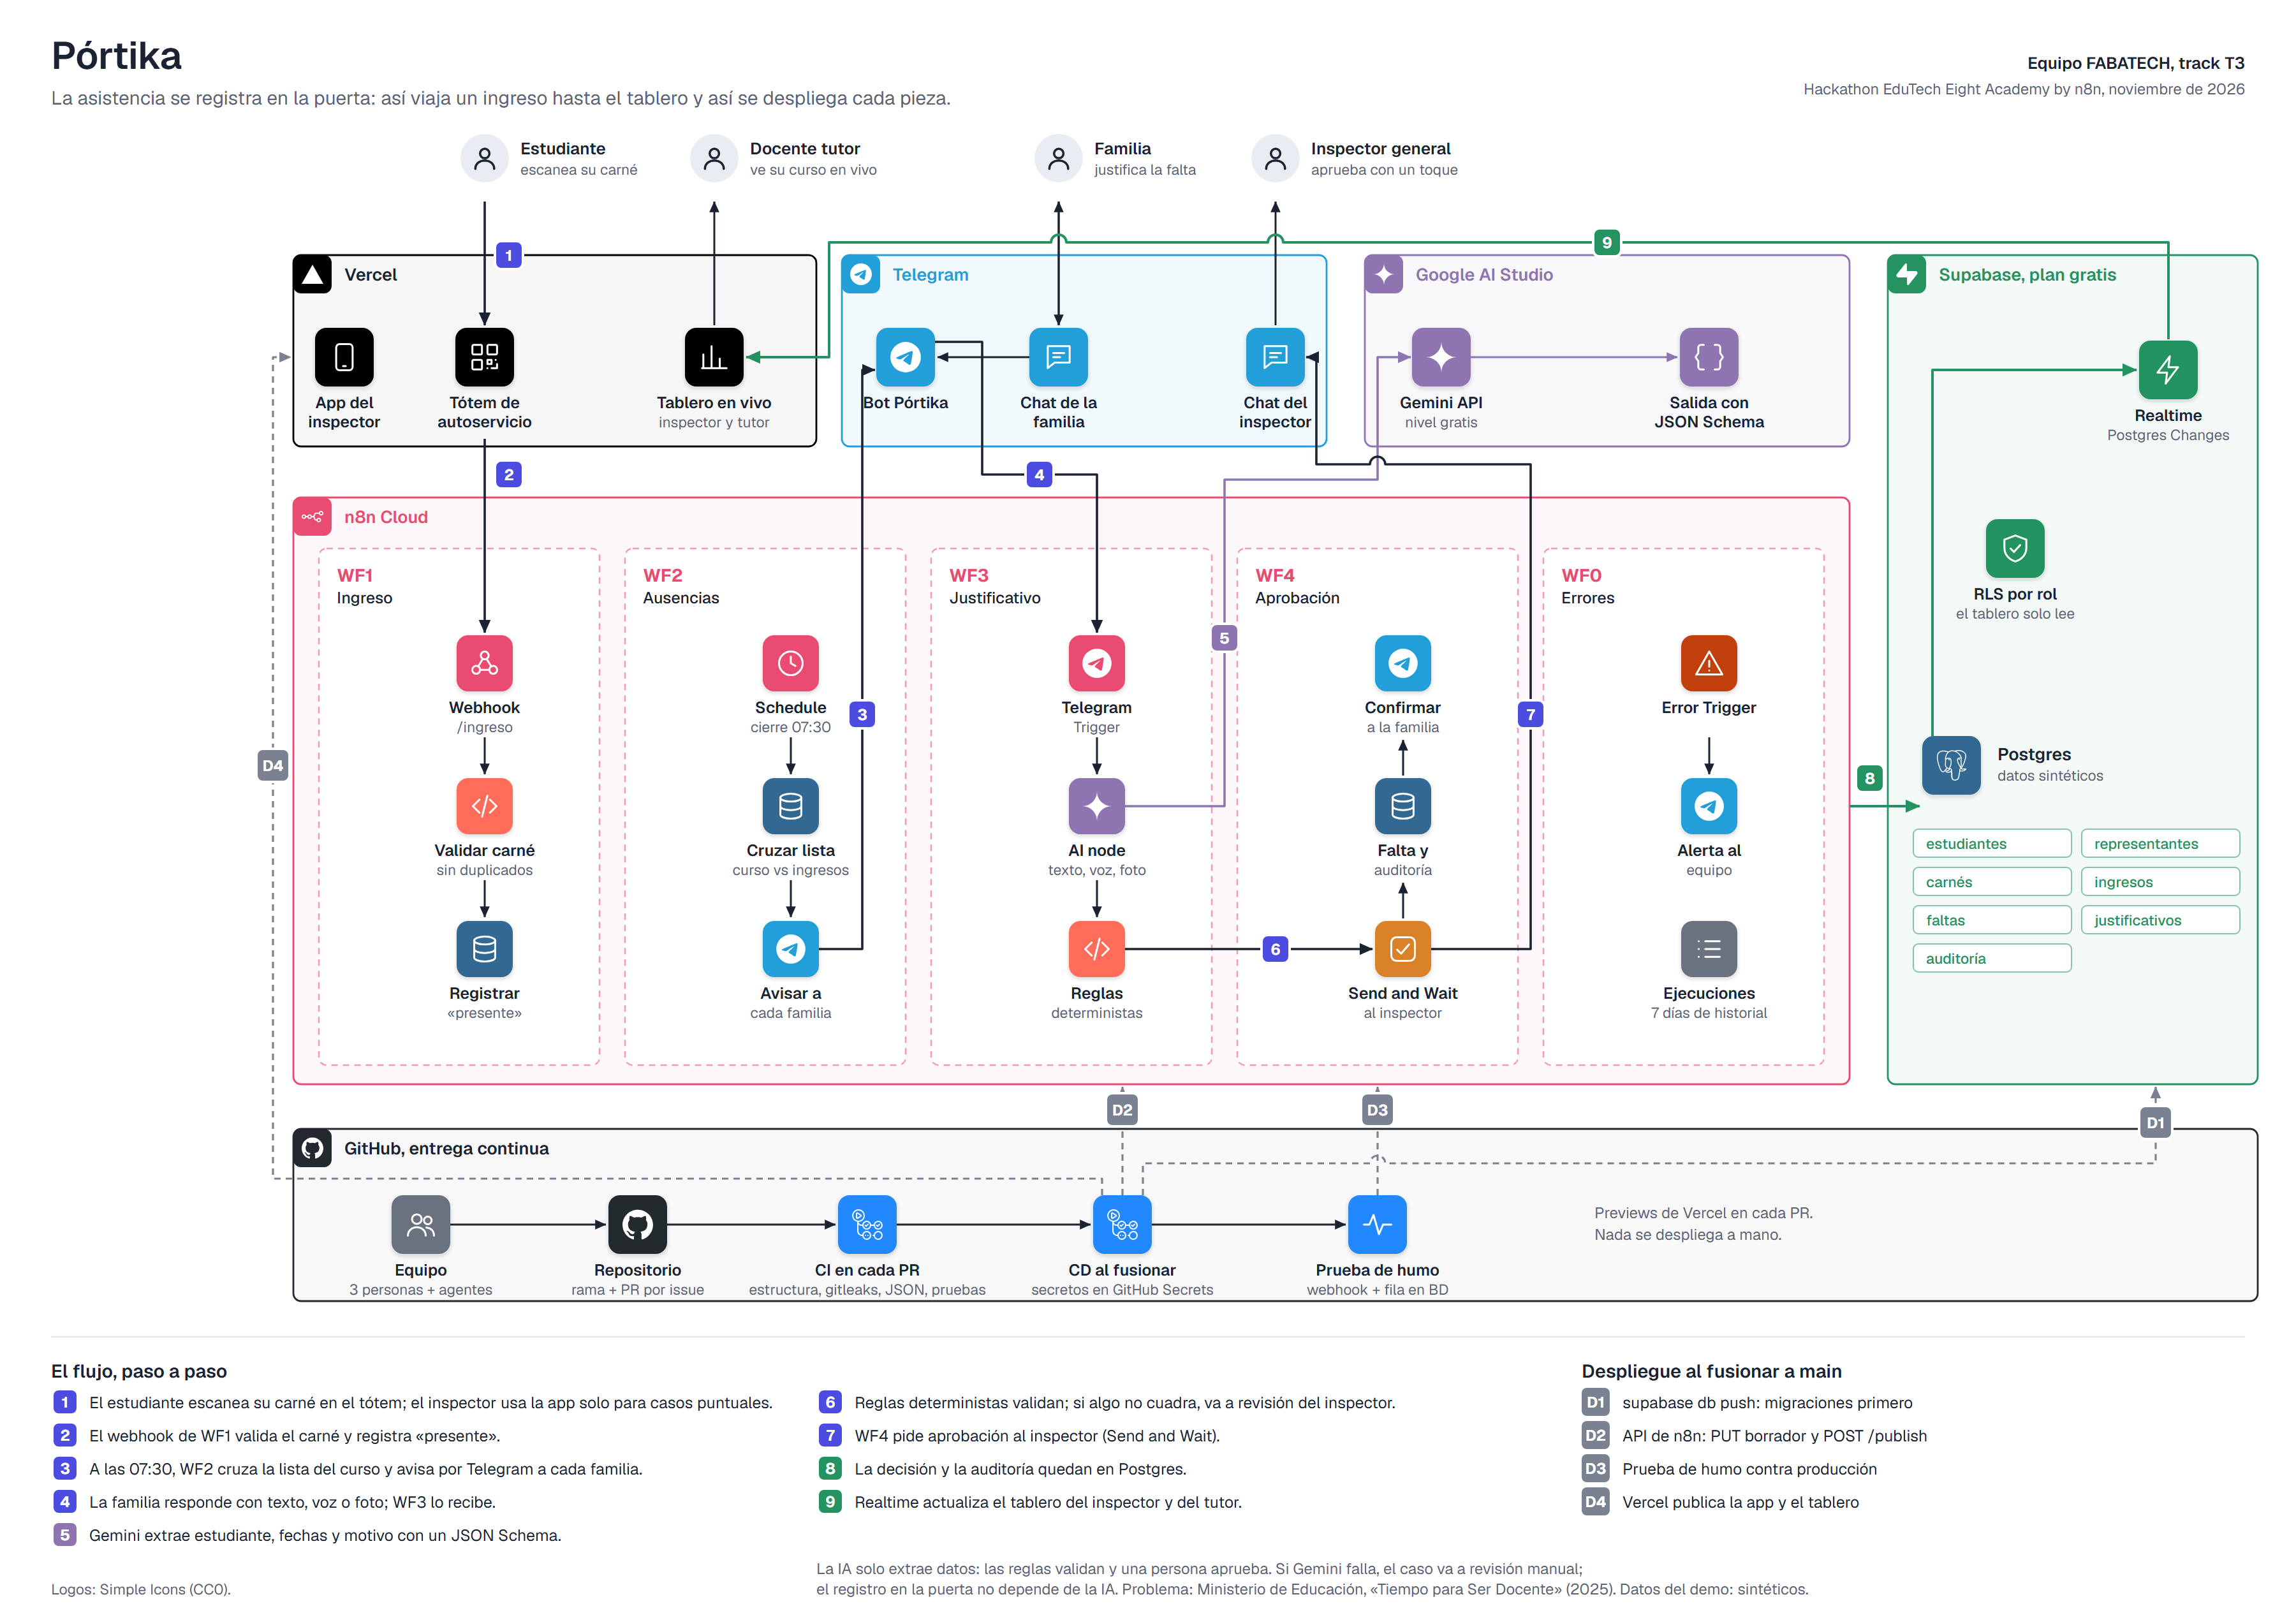 Pórtika
La asistencia se registra en la puerta: así viaja un ingreso hasta el tablero y así se despliega cada pieza.
Equipo FABATECH, track T3
Hackathon EduTech Eight Academy by n8n, noviembre de 2026
Estudiante
escanea su carné
Docente tutor
ve su curso en vivo
Familia
justifica la falta
Inspector general
aprueba con un toque
1
9
Vercel
Telegram
Google AI Studio
Supabase, plan gratis
App del
inspector
Tótem de
autoservicio
Tablero en vivo
inspector y tutor
Bot Pórtika
Chat de la
familia
Chat del
inspector
Gemini API
nivel gratis
Salida con
JSON Schema
Realtime
Postgres Changes
2
4
n8n Cloud
WF1
Ingreso
WF2
Ausencias
WF3
Justificativo
WF4
Aprobación
WF0
Errores
RLS por rol
el tablero solo lee
5
Webhook
/ingreso
Schedule
cierre 07:30
3
Telegram
Trigger
Confirmar
a la familia
7
Error Trigger
D4
Postgres
datos sintéticos
8
Validar carné
sin duplicados
Cruzar lista
curso vs ingresos
AI node
texto, voz, foto
Falta y
auditoría
Alerta al
equipo
estudiantes
representantes
carnés
ingresos
faltas
justificativos
auditoría
6
Registrar
«presente»
Avisar a
cada familia
Reglas
deterministas
Send and Wait
al inspector
Ejecuciones
7 días de historial
D2
D3
D1
GitHub, entrega continua
Equipo
3 personas + agentes
Repositorio
rama + PR por issue
CI en cada PR
estructura, gitleaks, JSON, pruebas
CD al fusionar
secretos en GitHub Secrets
Prueba de humo
webhook + fila en BD
Previews de Vercel en cada PR.
Nada se despliega a mano.
El flujo, paso a paso
1 El estudiante escanea su carné en el tótem; el inspector usa la app solo para casos puntuales.
2 El webhook de WF1 valida el carné y registra «presente».
3 A las 07:30, WF2 cruza la lista del curso y avisa por Telegram a cada familia.
4 La familia responde con texto, voz o foto; WF3 lo recibe.
5 Gemini extrae estudiante, fechas y motivo con un JSON Schema.
6 Reglas deterministas validan; si algo no cuadra, va a revisión del inspector.
7 WF4 pide aprobación al inspector (Send and Wait).
8 La decisión y la auditoría quedan en Postgres.
9 Realtime actualiza el tablero del inspector y del tutor.
Despliegue al fusionar a main
D1 supabase db push: migraciones primero
D2 API de n8n: PUT borrador y POST /publish
D3 Prueba de humo contra producción
D4 Vercel publica la app y el tablero
La IA solo extrae datos: las reglas validan y una persona aprueba. Si Gemini falla, el caso va a revisión manual;
el registro en la puerta no depende de la IA. Problema: Ministerio de Educación, «Tiempo para Ser Docente» (2025). Datos del demo: sintéticos.
Logos: Simple Icons (CC0).